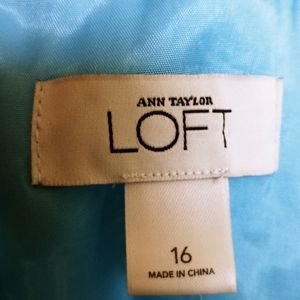 ANN TAYLOR
LOFT
16
MADE IN CHINA